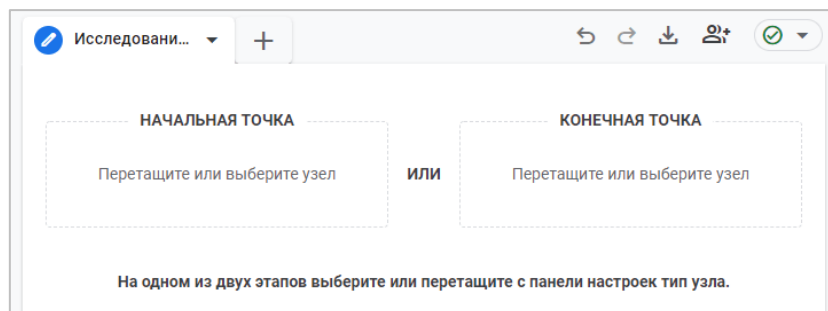 Исследовани...
НАЧАЛЬНАЯ ТОЧКА
КОНЕЧНАЯ ТОЧКА
Перетащите или выберите узел
ИЛИ
Перетащите или выберите узел
На одном из двух этапов выберите или перетащите с панели настроек тип узла.